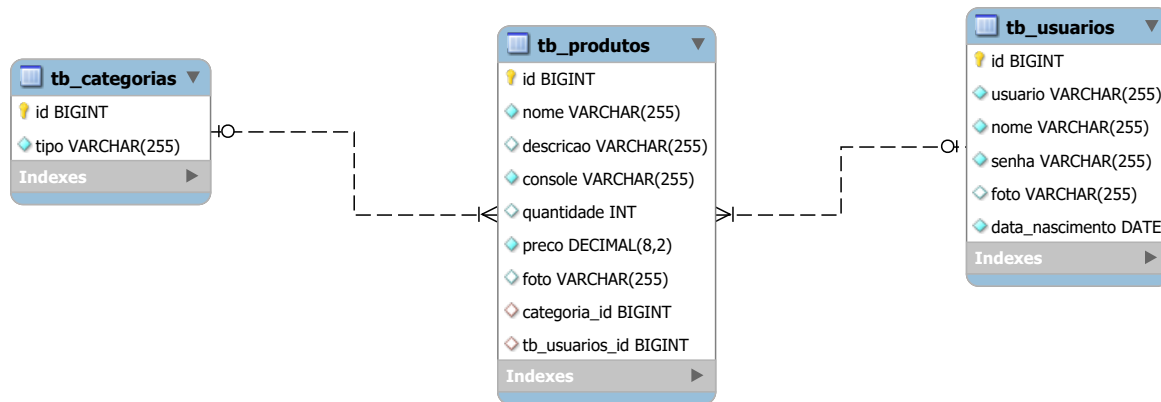 tb_categorias
id BIGINT
tipo VARCHAR(255)
Indexes
tb_produtos
id BIGINT
nome VARCHAR(255)
descricao VARCHAR(255)
console VARCHAR(255)
quantidade INT
preco DECIMAL(8,2)
foto VARCHAR(255)
categoria_id BIGINT
tb_usuarios_id BIGINT
Indexes
tb_usuarios
id BIGINT
usuario VARCHAR(255)
nome VARCHAR(255)
senha VARCHAR(255)
foto VARCHAR(255)
data_nascimento DATE
Indexes